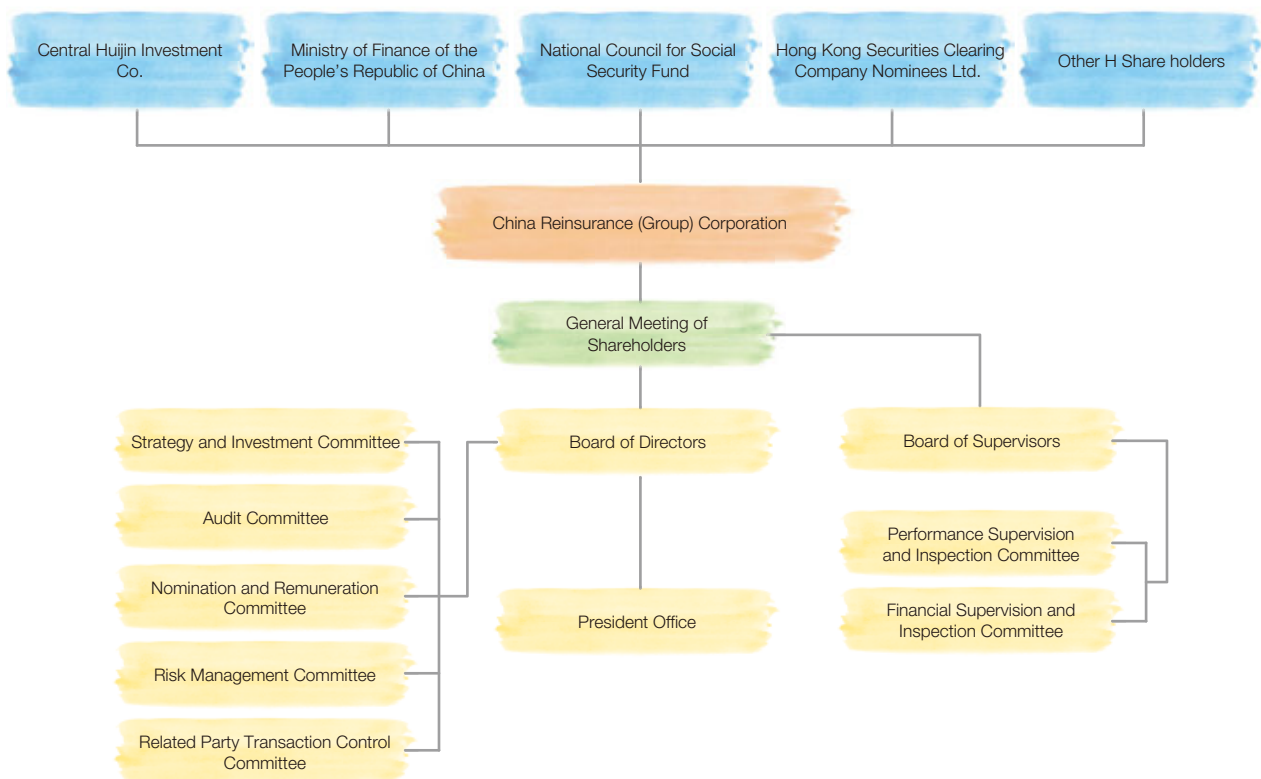 Central Huijin Investment
Co.
Ministry of Finance of the
People's Republic of China
National Council for Social
Security Fund
Hong Kong Securities Clearing
Company Nominees Ltd.
Other H Share holders
China Reinsurance (Group) Corporation
General Meeting of
Shareholders
Strategy and Investment Committee
Board of Directors
Board of Supervisors
Audit Committee
Performance Supervision
and Inspection Committee
Nomination and Remuneration
Committee
President Office
Financial Supervision and
Inspection Committee
Risk Management Committee
Related Party Transaction Control
Committee